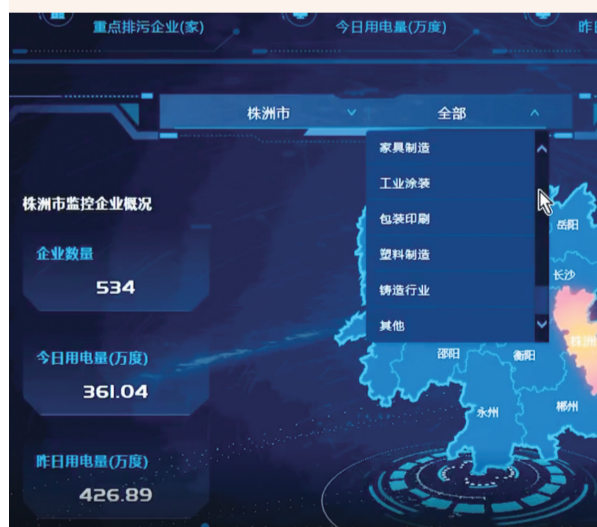 重点排污企业(家)
今日用电量(万度)
昨日
株洲市
全部
家具制造
工业涂装
包装印刷
塑料制造
铸造行业
其他
株洲市监控企业概况
企业数量
534
今日用电量(万度)
361.04
昨日用电量(万度)
426.89
岳阳
长沙
株洲
邵阳
衡阳
永州
郴州